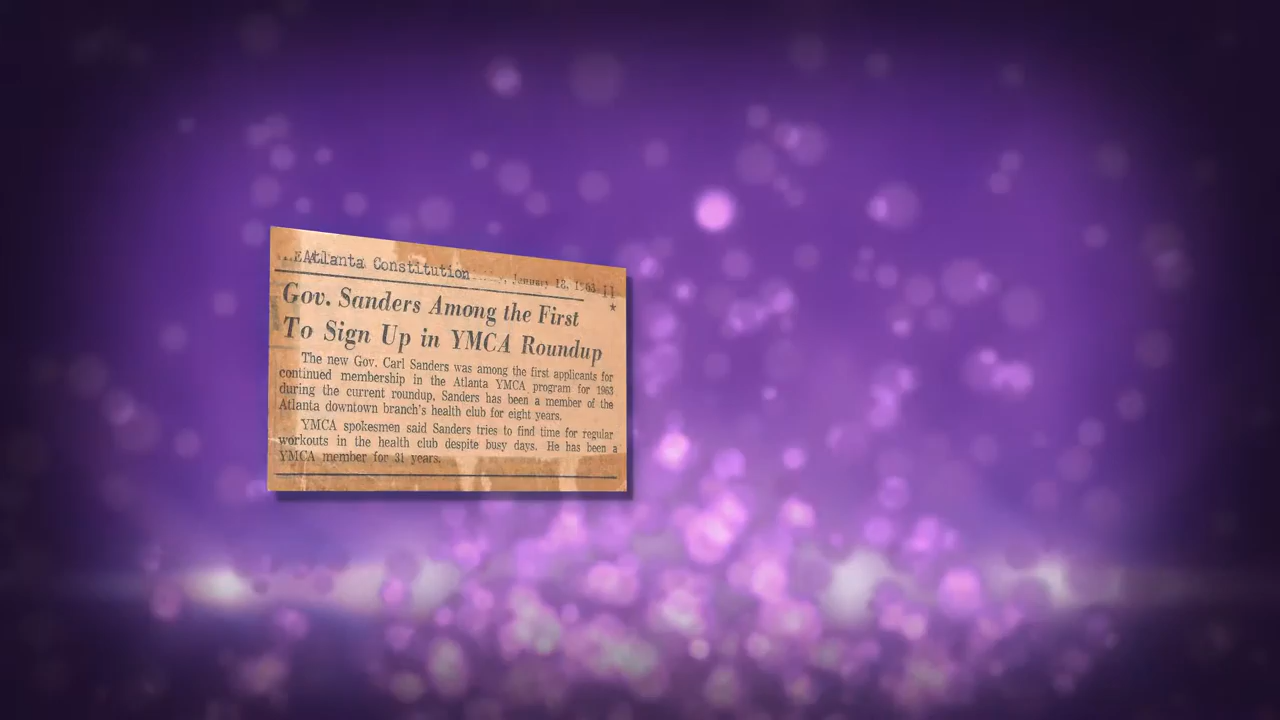 Atlanta Constitution January 18, 1963
Gov. Sanders Among the First
To Sign Up in YMCA Roundup
The new Gov. Carl Sanders was among the first applicants for
continued membership in the Atlanta YMCA program for 1963
during the current roundup. Sanders has been a member of the
Atlanta downtown branch's health club for eight years.
YMCA spokesmen said Sanders tries to find time for regular
workouts in the health club despite busy days. He has been a
YMCA member for 31 years.